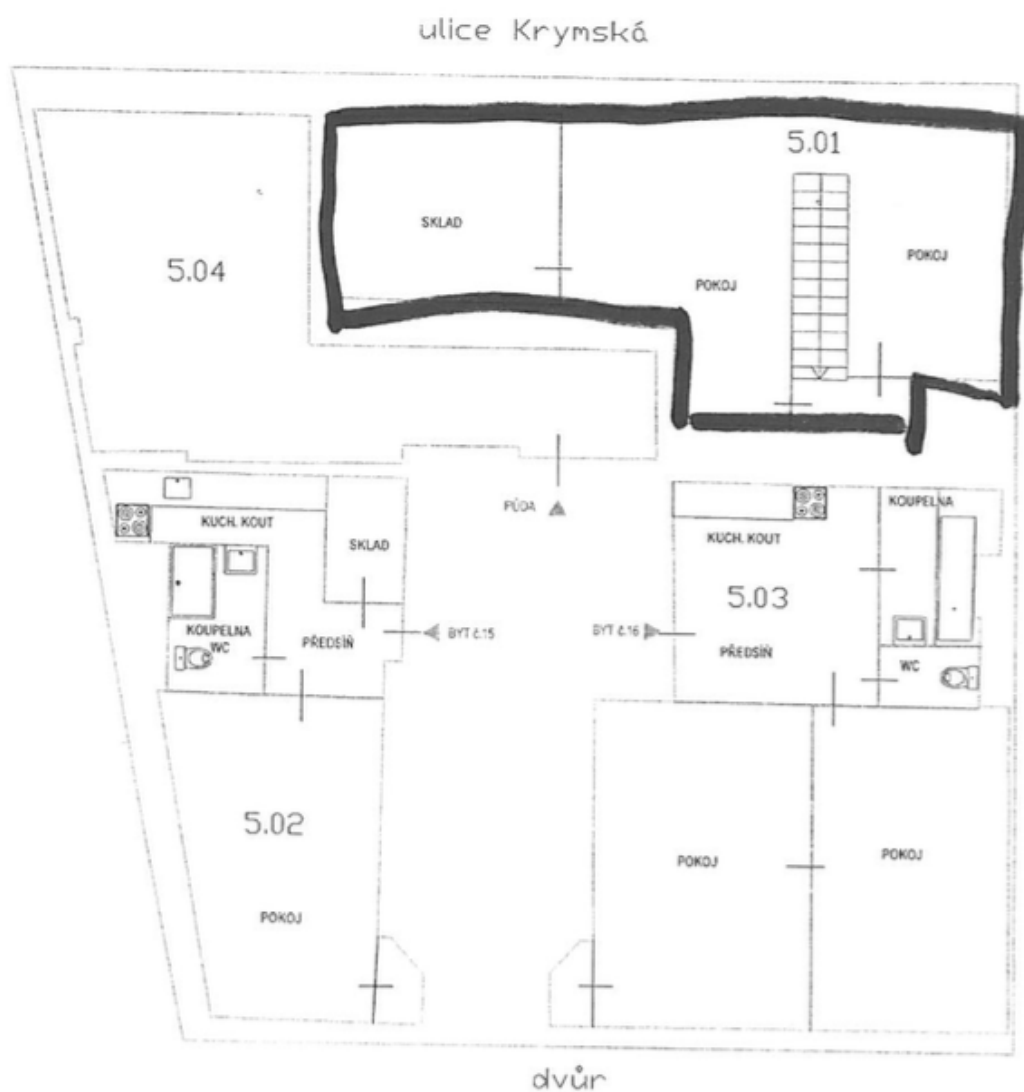 ulice Krymská
5.01
SKLAD
POKOJ
POKOJ
5.04
PŮDA
KUCH. KOUT
SKLAD
KOUPELNA
WC
PŘEDSÍŇ
BYT č.15
BYT č.16
KUCH. KOUT
KOUPELNA
5.03
PŘEDSÍŇ
WC
5.02
POKOJ
POKOJ
POKOJ
dvůr